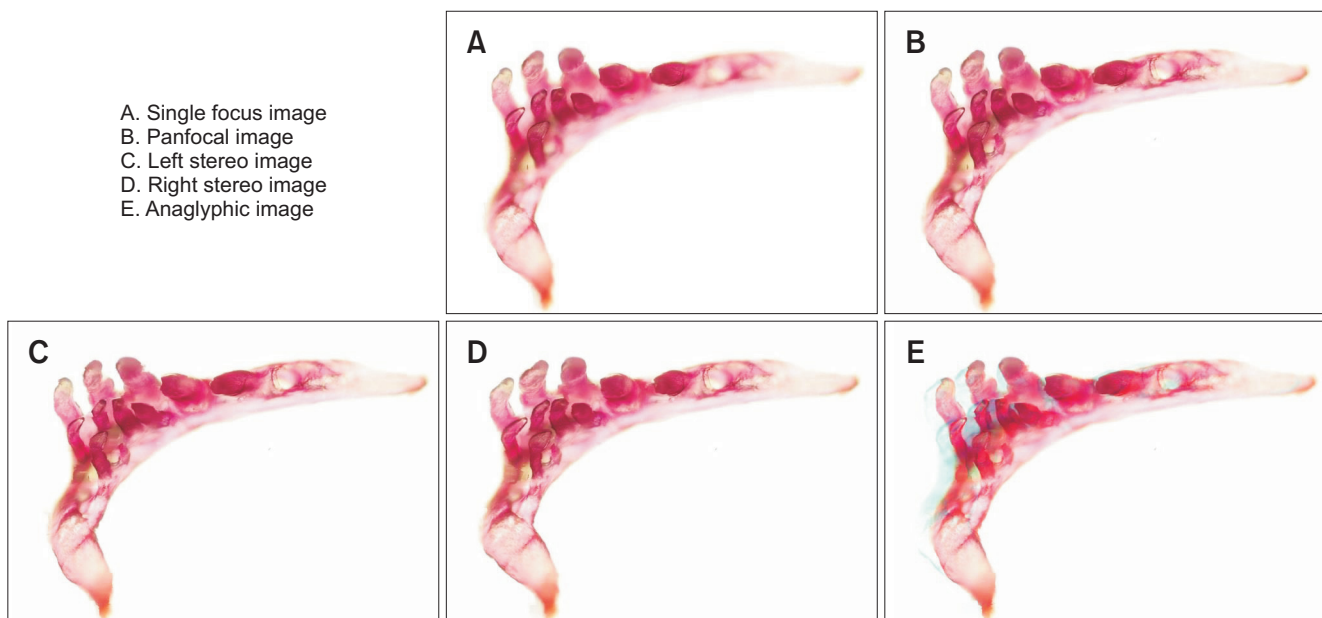 A. Single focus image
B. Panfocal image
C. Left stereo image
D. Right stereo image
E. Anaglyphic image
A
B
C
D
E